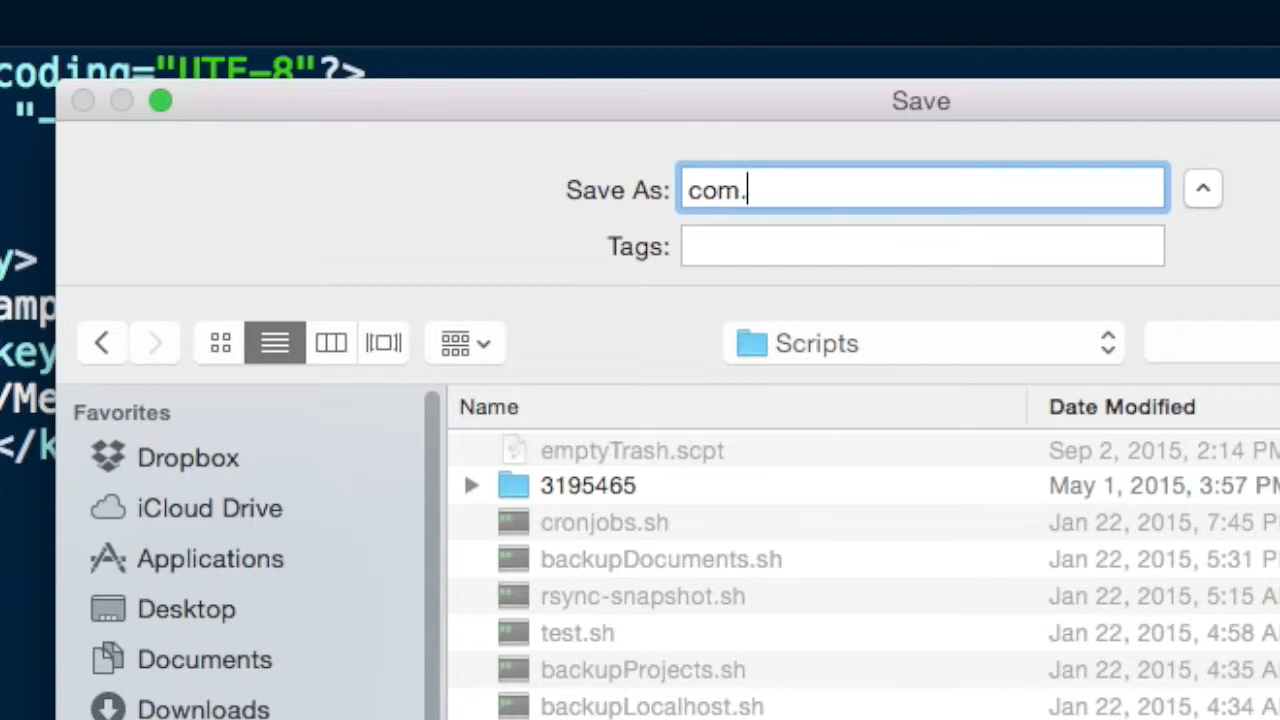 coding="UTF-8"?>
"-
Save
Save As: com.
Tags:
y>
amp
key
/Me
</k
Scripts
Favorites
Dropbox
iCloud Drive
Applications
Desktop
Documents
Downloads
Name Date Modified
emptyTrash.scpt Sep 2, 2015, 2:14 PM
3195465 May 1, 2015, 3:57 PM
cronjobs.sh Jan 22, 2015, 7:45 P
backupDocuments.sh Jan 22, 2015, 5:31 P
rsync-snapshot.sh Jan 22, 2015, 5:15 A
test.sh Jan 22, 2015, 4:58 A
backupProjects.sh Jan 22, 2015, 4:35 A
backupLocalhost.sh Jan 22, 2015, 4:34 A